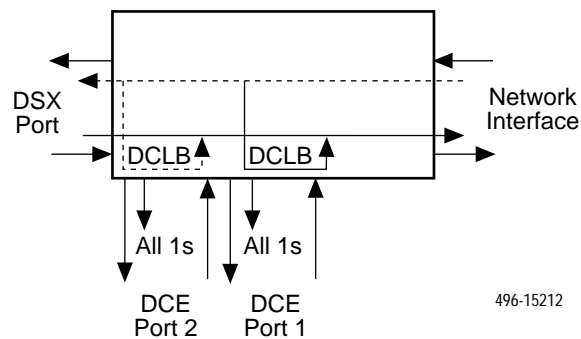 DSX
Port
Network
Interface
DCLB
DCLB
All 1s
All 1s
DCE
Port 2
DCE
Port 1
496-15212